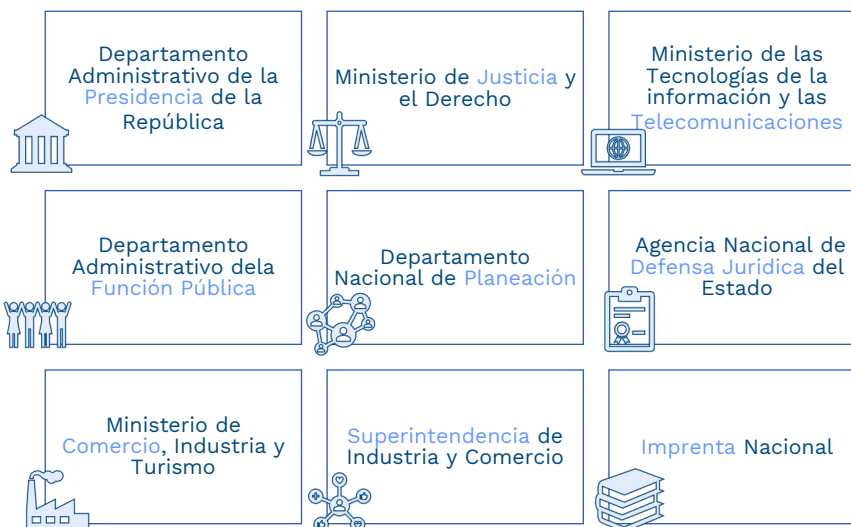 Departamento
Administrativo de la
Presidencia de la
República
Ministerio de Justicia y
el Derecho
Ministerio de las
Tecnologías de la
información y las
Telecomunicaciones
Departamento
Administrativo dela
Función Pública
Departamento
Nacional de Planeación
Agencia Nacional de
Defensa Juridica del
Estado
Ministerio de
Comercio, Industria y
Turismo
Superintendencia de
Industria y Comercio
Imprenta Nacional